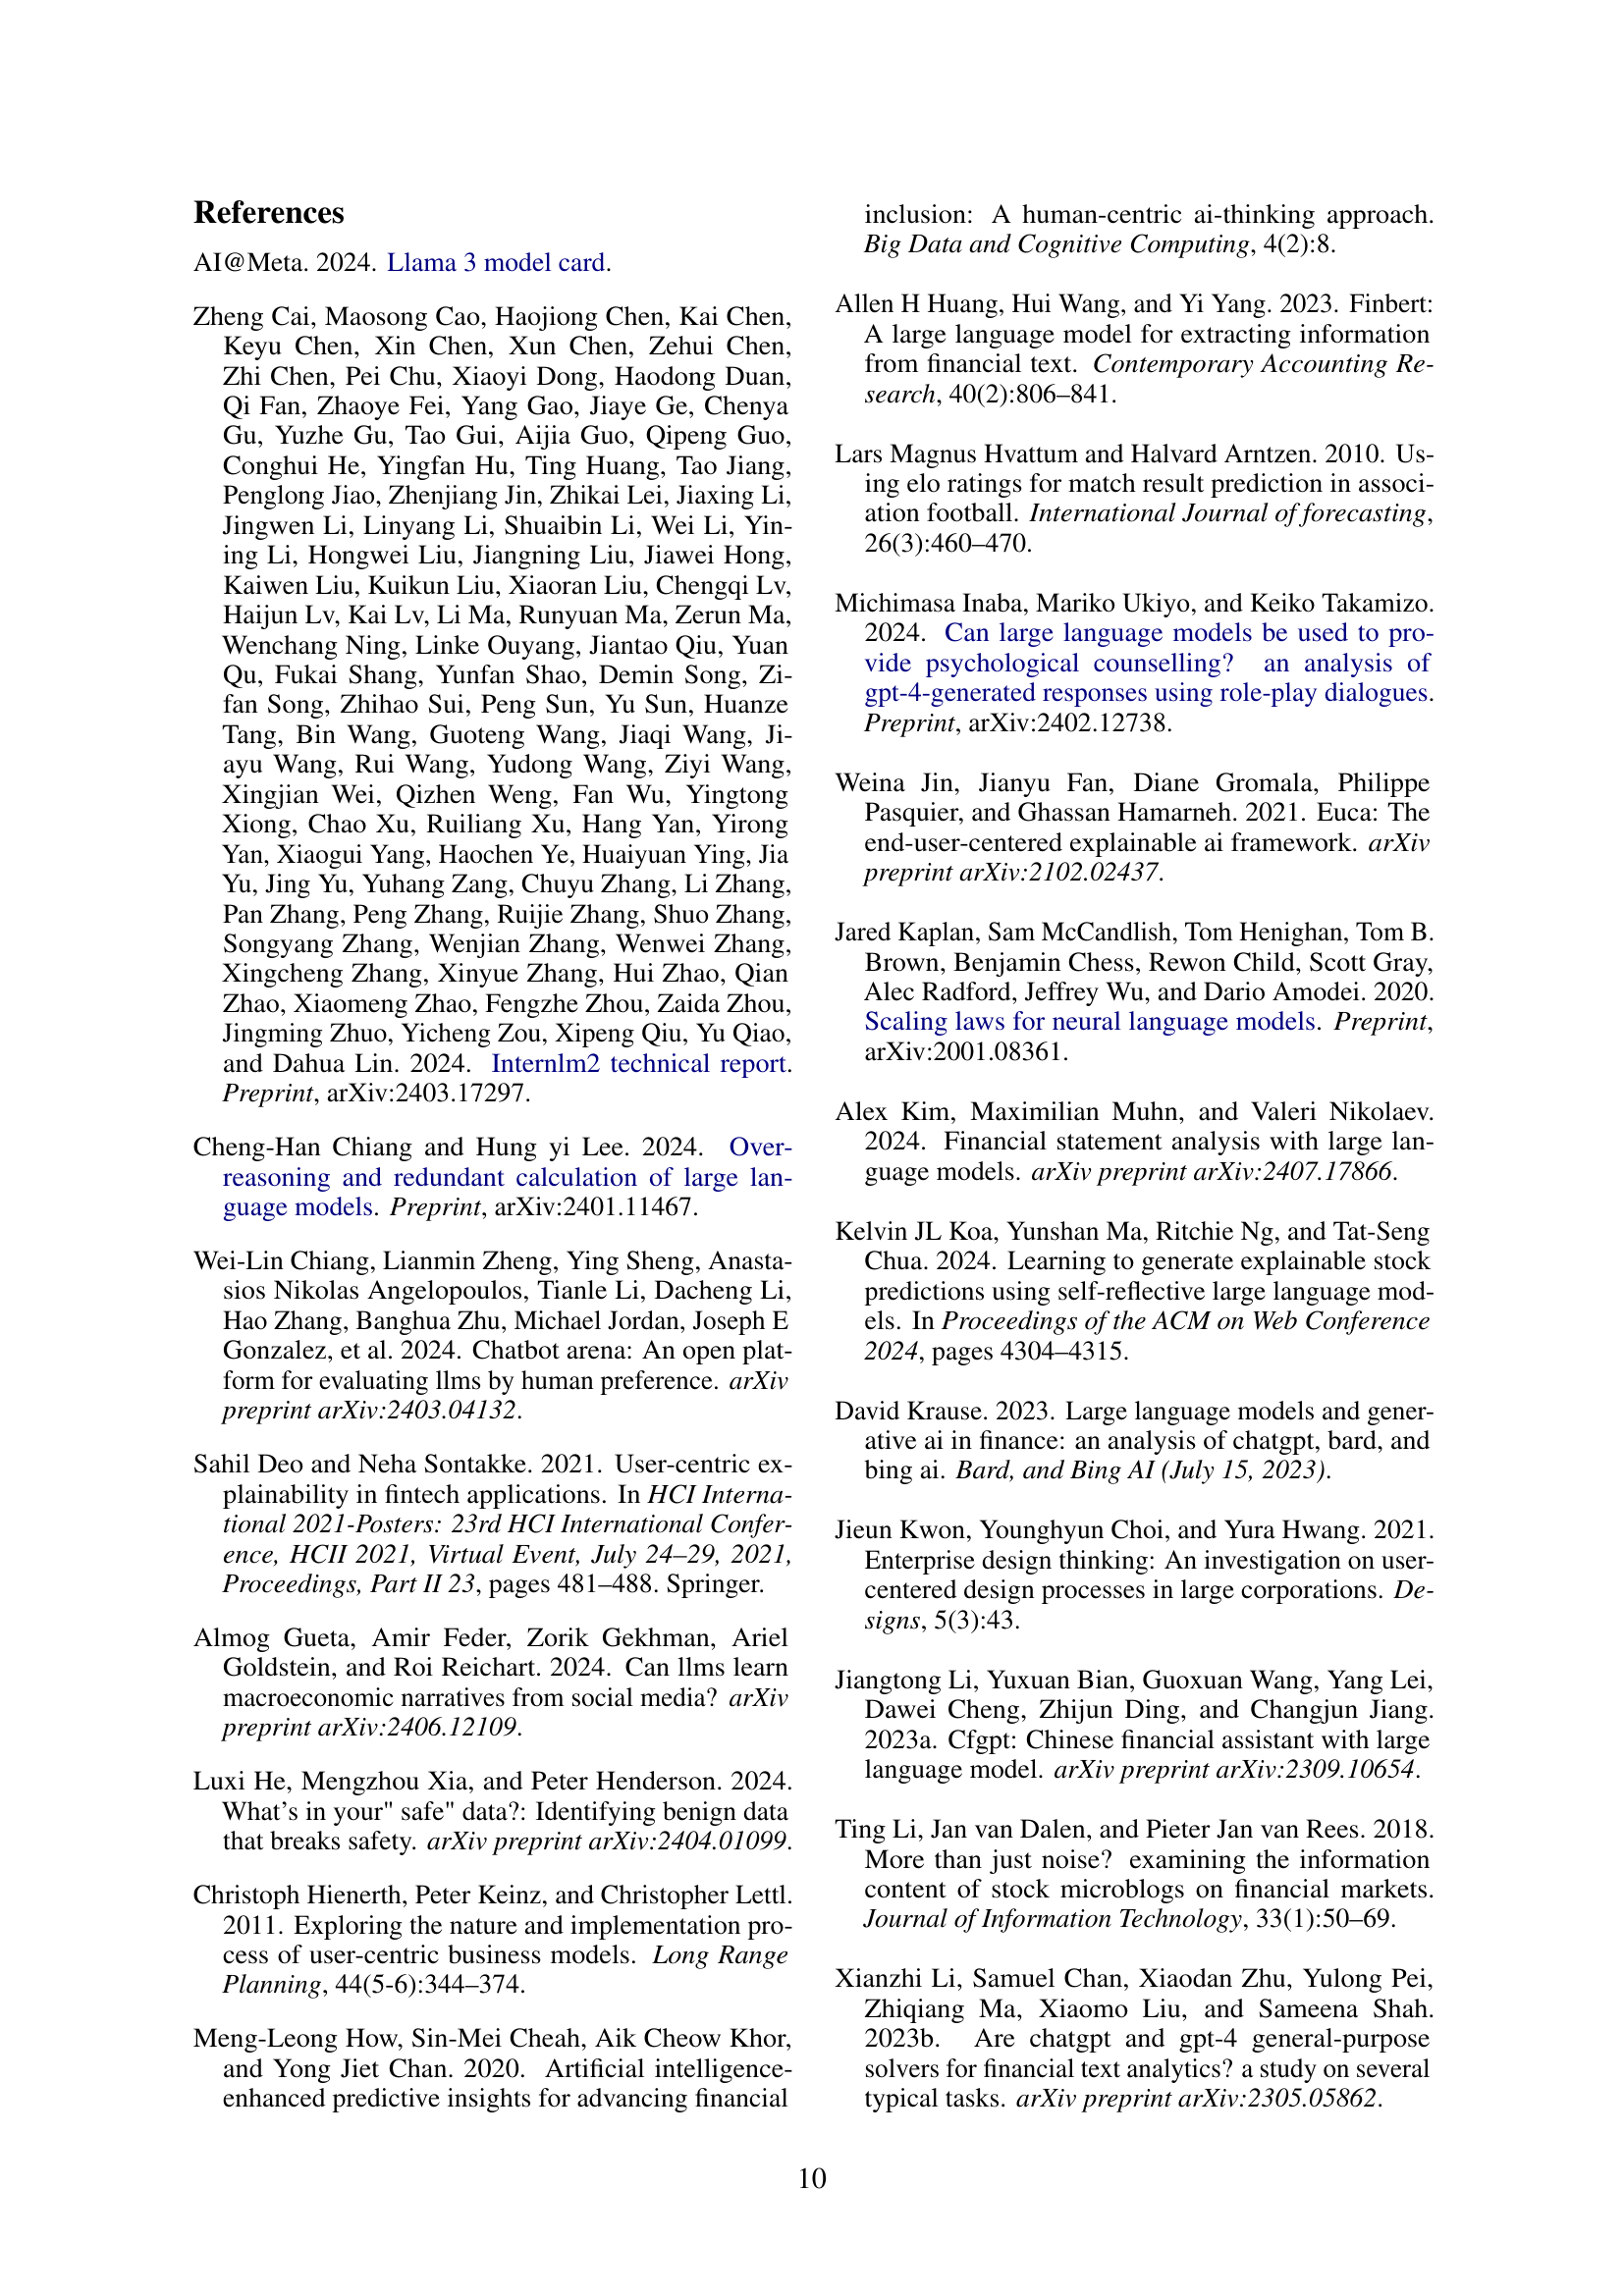 References
AI@Meta. 2024. Llama 3 model card.
Zheng Cai, Maosong Cao, Haojiong Chen, Kai Chen,
Keyu Chen, Xin Chen, Xun Chen, Zehui Chen,
Zhi Chen, Pei Chu, Xiaoyi Dong, Haodong Duan,
Qi Fan, Zhaoye Fei, Yang Gao, Jiaye Ge, Chenya
Gu, Yuzhe Gu, Tao Gui, Aijia Guo, Qipeng Guo,
Conghui He, Yingfan Hu, Ting Huang, Tao Jiang,
Penglong Jiao, Zhenjiang Jin, Zhikai Lei, Jiaxing Li,
Jingwen Li, Linyang Li, Shuaibin Li, Wei Li, Yin-
ing Li, Hongwei Liu, Jiangning Liu, Jiawei Hong,
Kaiwen Liu, Kuikun Liu, Xiaoran Liu, Chengqi Lv,
Haijun Lv, Kai Lv, Li Ma, Runyuan Ma, Zerun Ma,
Wenchang Ning, Linke Ouyang, Jiantao Qiu, Yuan
Qu, Fukai Shang, Yunfan Shao, Demin Song, Zi-
fan Song, Zhihao Sui, Peng Sun, Yu Sun, Huanze
Tang, Bin Wang, Guoteng Wang, Jiaqi Wang, Ji-
ayu Wang, Rui Wang, Yudong Wang, Ziyi Wang,
Xingjian Wei, Qizhen Weng, Fan Wu, Yingtong
Xiong, Chao Xu, Ruiliang Xu, Hang Yan, Yirong
Yan, Xiaogui Yang, Haochen Ye, Huaiyuan Ying, Jia
Yu, Jing Yu, Yuhang Zang, Chuyu Zhang, Li Zhang,
Pan Zhang, Peng Zhang, Ruijie Zhang, Shuo Zhang,
Songyang Zhang, Wenjian Zhang, Wenwei Zhang,
Xingcheng Zhang, Xinyue Zhang, Hui Zhao, Qian
Zhao, Xiaomeng Zhao, Fengzhe Zhou, Zaida Zhou,
Jingming Zhuo, Yicheng Zou, Xipeng Qiu, Yu Qiao,
and Dahua Lin. 2024. Internlm2 technical report.
Preprint, arXiv:2403.17297.
Cheng-Han Chiang and Hung yi Lee. 2024. Over-
reasoning and redundant calculation of large lan-
guage models. Preprint, arXiv:2401.11467.
Wei-Lin Chiang, Lianmin Zheng, Ying Sheng, Anasta-
sios Nikolas Angelopoulos, Tianle Li, Dacheng Li,
Hao Zhang, Banghua Zhu, Michael Jordan, Joseph E
Gonzalez, et al. 2024. Chatbot arena: An open plat-
form for evaluating llms by human preference. arXiv
preprint arXiv:2403.04132.
Sahil Deo and Neha Sontakke. 2021. User-centric ex-
plainability in fintech applications. In HCI Interna-
tional 2021-Posters: 23rd HCI International Confer-
ence, HCII 2021, Virtual Event, July 24–29, 2021,
Proceedings, Part II 23, pages 481–488. Springer.
Almog Gueta, Amir Feder, Zorik Gekhman, Ariel
Goldstein, and Roi Reichart. 2024. Can llms learn
macroeconomic narratives from social media? arXiv
preprint arXiv:2406.12109.
Luxi He, Mengzhou Xia, and Peter Henderson. 2024.
What's in your" safe" data?: Identifying benign data
that breaks safety. arXiv preprint arXiv:2404.01099.
Christoph Hienerth, Peter Keinz, and Christopher Lettl.
2011. Exploring the nature and implementation pro-
cess of user-centric business models. Long Range
Planning, 44(5-6):344–374.
Meng-Leong How, Sin-Mei Cheah, Aik Cheow Khor,
and Yong Jiet Chan. 2020. Artificial intelligence-
enhanced predictive insights for advancing financial
inclusion: A human-centric ai-thinking approach.
Big Data and Cognitive Computing, 4(2):8.
Allen H Huang, Hui Wang, and Yi Yang. 2023. Finbert:
A large language model for extracting information
from financial text. Contemporary Accounting Re-
search, 40(2):806–841.
Lars Magnus Hvattum and Halvard Arntzen. 2010. Us-
ing elo ratings for match result prediction in associ-
ation football. International Journal of forecasting,
26(3):460–470.
Michimasa Inaba, Mariko Ukiyo, and Keiko Takamizo.
2024. Can large language models be used to pro-
vide psychological counselling? an analysis of
gpt-4-generated responses using role-play dialogues.
Preprint, arXiv:2402.12738.
Weina Jin, Jianyu Fan, Diane Gromala, Philippe
Pasquier, and Ghassan Hamarneh. 2021. Euca: The
end-user-centered explainable ai framework. arXiv
preprint arXiv:2102.02437.
Jared Kaplan, Sam McCandlish, Tom Henighan, Tom B.
Brown, Benjamin Chess, Rewon Child, Scott Gray,
Alec Radford, Jeffrey Wu, and Dario Amodei. 2020.
Scaling laws for neural language models. Preprint,
arXiv:2001.08361.
Alex Kim, Maximilian Muhn, and Valeri Nikolaev.
2024. Financial statement analysis with large lan-
guage models. arXiv preprint arXiv:2407.17866.
Kelvin JL Koa, Yunshan Ma, Ritchie Ng, and Tat-Seng
Chua. 2024. Learning to generate explainable stock
predictions using self-reflective large language mod-
els. In Proceedings of the ACM on Web Conference
2024, pages 4304–4315.
David Krause. 2023. Large language models and gener-
ative ai in finance: an analysis of chatgpt, bard, and
bing ai. Bard, and Bing AI (July 15, 2023).
Jieun Kwon, Younghyun Choi, and Yura Hwang. 2021.
Enterprise design thinking: An investigation on user-
centered design processes in large corporations. De-
signs, 5(3):43.
Jiangtong Li, Yuxuan Bian, Guoxuan Wang, Yang Lei,
Dawei Cheng, Zhijun Ding, and Changjun Jiang.
2023a. Cfgpt: Chinese financial assistant with large
language model. arXiv preprint arXiv:2309.10654.
Ting Li, Jan van Dalen, and Pieter Jan van Rees. 2018.
More than just noise? examining the information
content of stock microblogs on financial markets.
Journal of Information Technology, 33(1):50–69.
Xianzhi Li, Samuel Chan, Xiaodan Zhu, Yulong Pei,
Zhiqiang Ma, Xiaomo Liu, and Sameena Shah.
2023b. Are chatgpt and gpt-4 general-purpose
solvers for financial text analytics? a study on several
typical tasks. arXiv preprint arXiv:2305.05862.
10